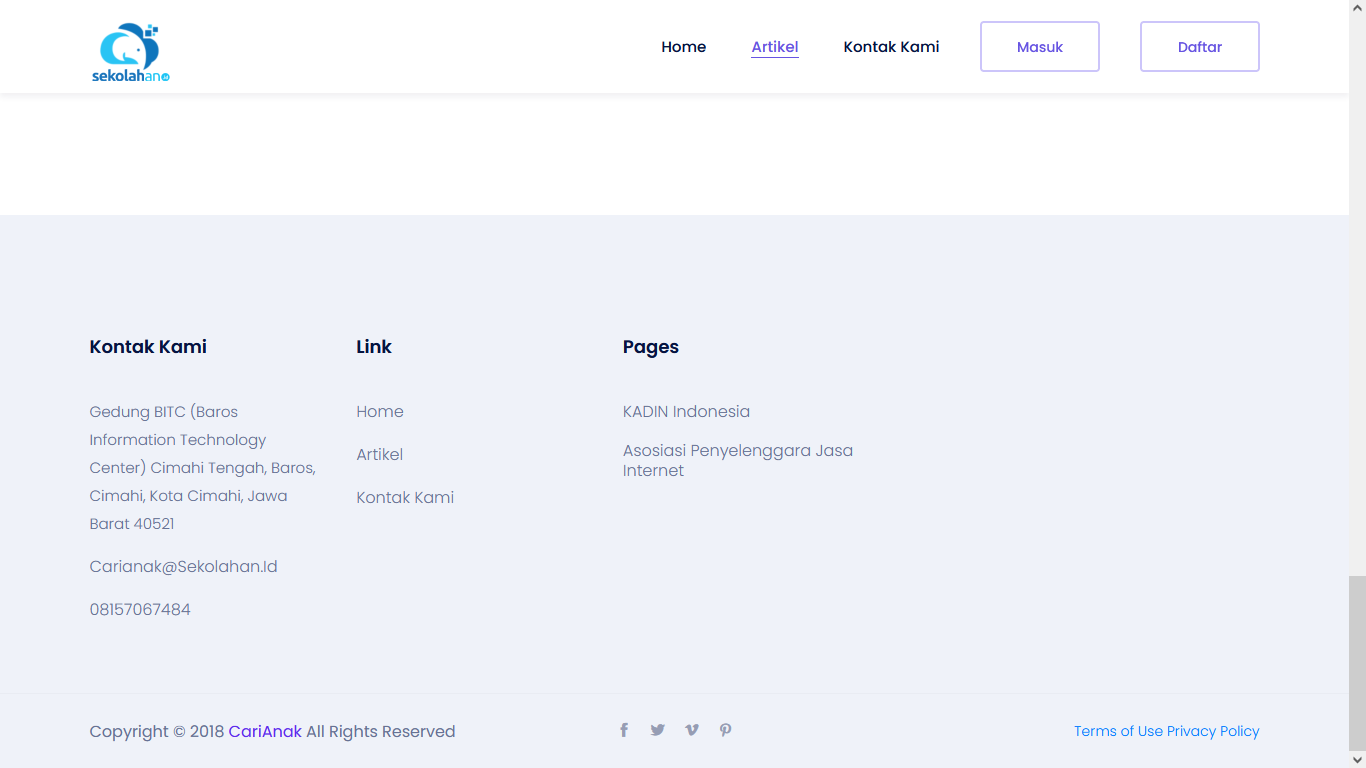 sekolahan
Home
Artikel
Kontak Kami
Masuk
Daftar
Kontak Kami
Gedung BITC (Baros
Information Technology
Center) Cimahi Tengah, Baros,
Cimahi, Kota Cimahi, Jawa
Barat 40521
Carianak@Sekolahan.Id
08157067484
Link
Home
Artikel
Kontak Kami
Pages
KADIN Indonesia
Asosiasi Penyelenggara Jasa
Internet
Copyright © 2018 CariAnak All Rights Reserved
Terms of Use Privacy Policy